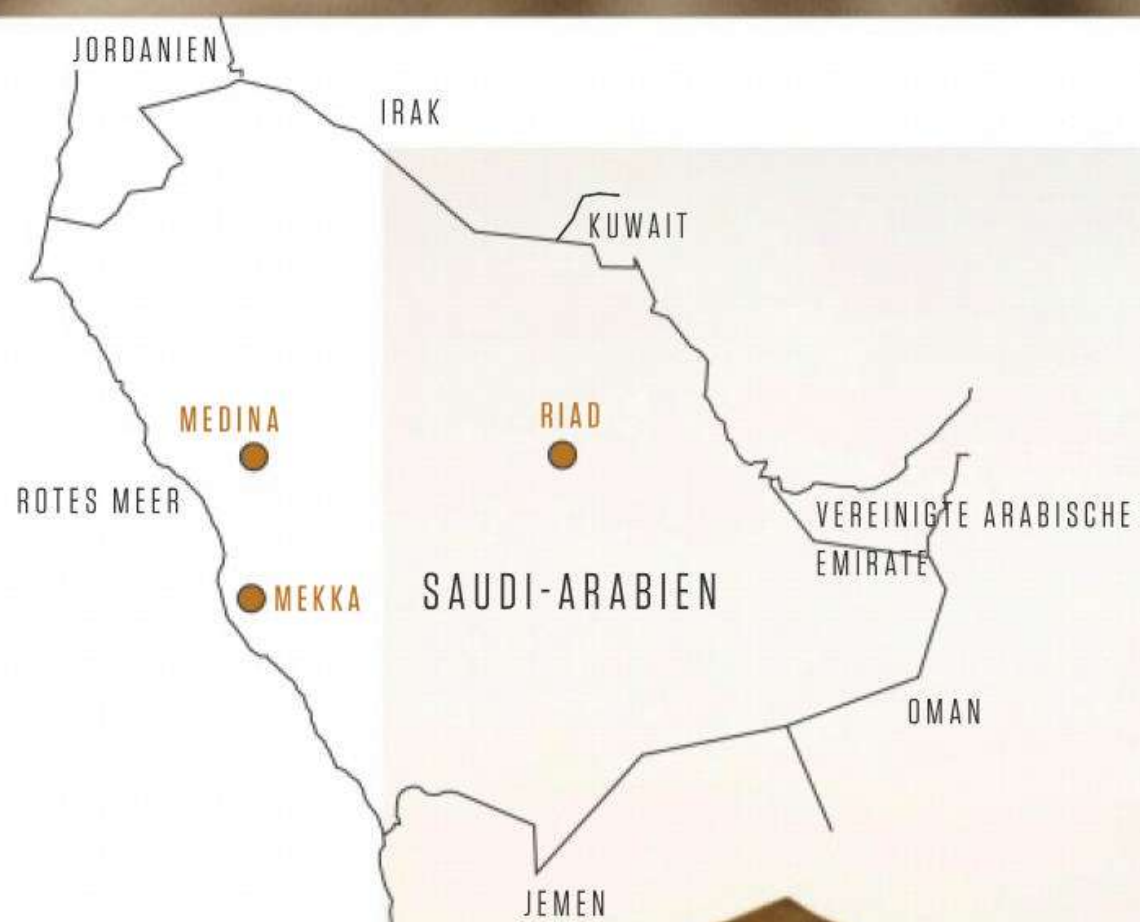 JORDANIEN
IRAK
KUWAIT
MEDINA
RIAD
ROTES MEER
VEREINIGTE ARABISCHE
EMIRATE
MEKKA
SAUDI-ARABIEN
OMAN
JEMEN